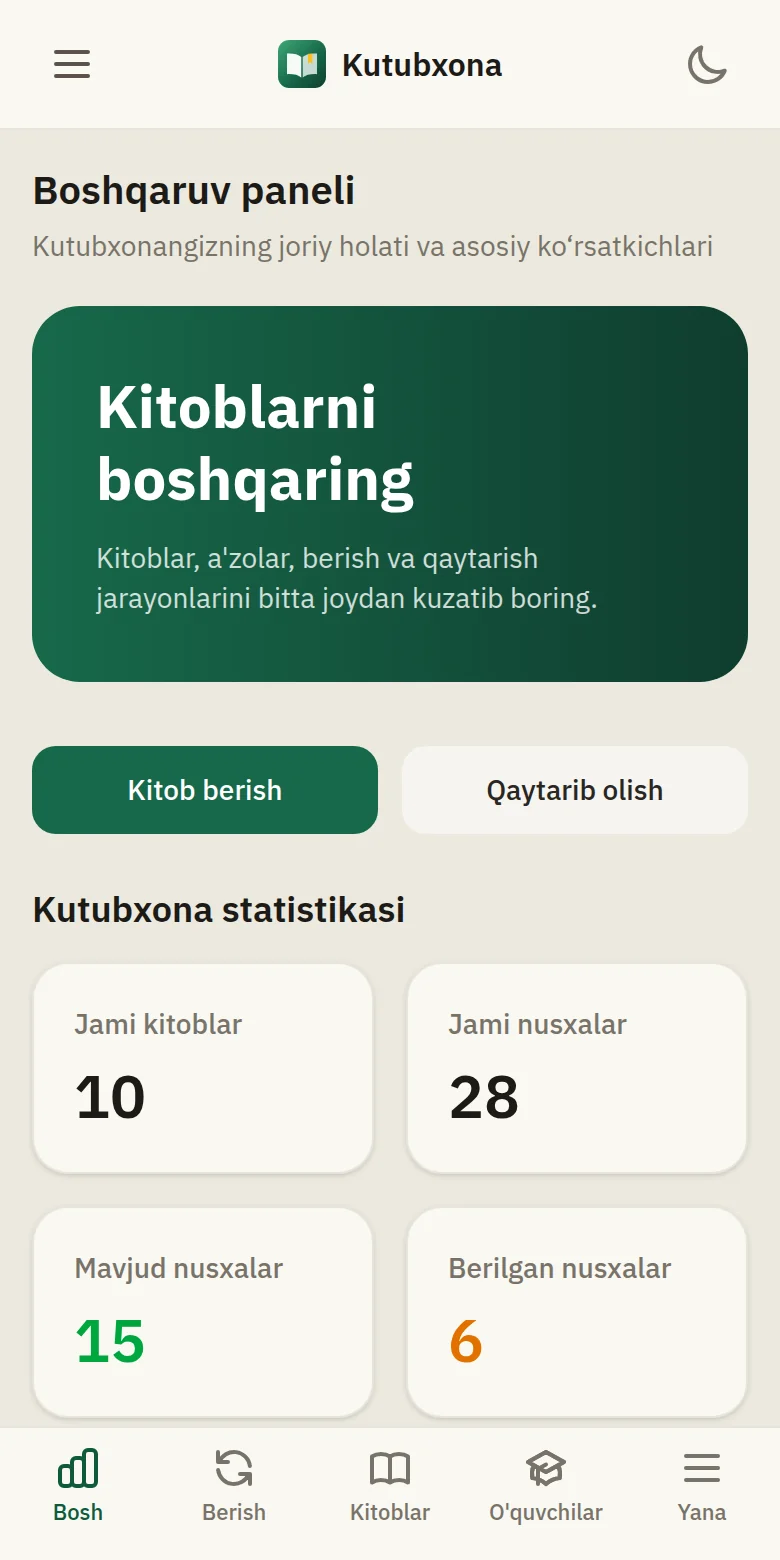 Kutubxona
Boshqaruv paneli
Kutubxonangizning joriy holati va asosiy ko‘rsatkichlari
Kitoblarni
boshqaring
Kitoblar, a'zolar, berish va qaytarish
jarayonlarini bitta joydan kuzatib boring.
Kitob berish
Qaytarib olish
Kutubxona statistikasi
Jami kitoblar
10
Jami nusxalar
28
Mavjud nusxalar
15
Berilgan nusxalar
6
Bosh
Berish
Kitoblar
O'quvchilar
Yana